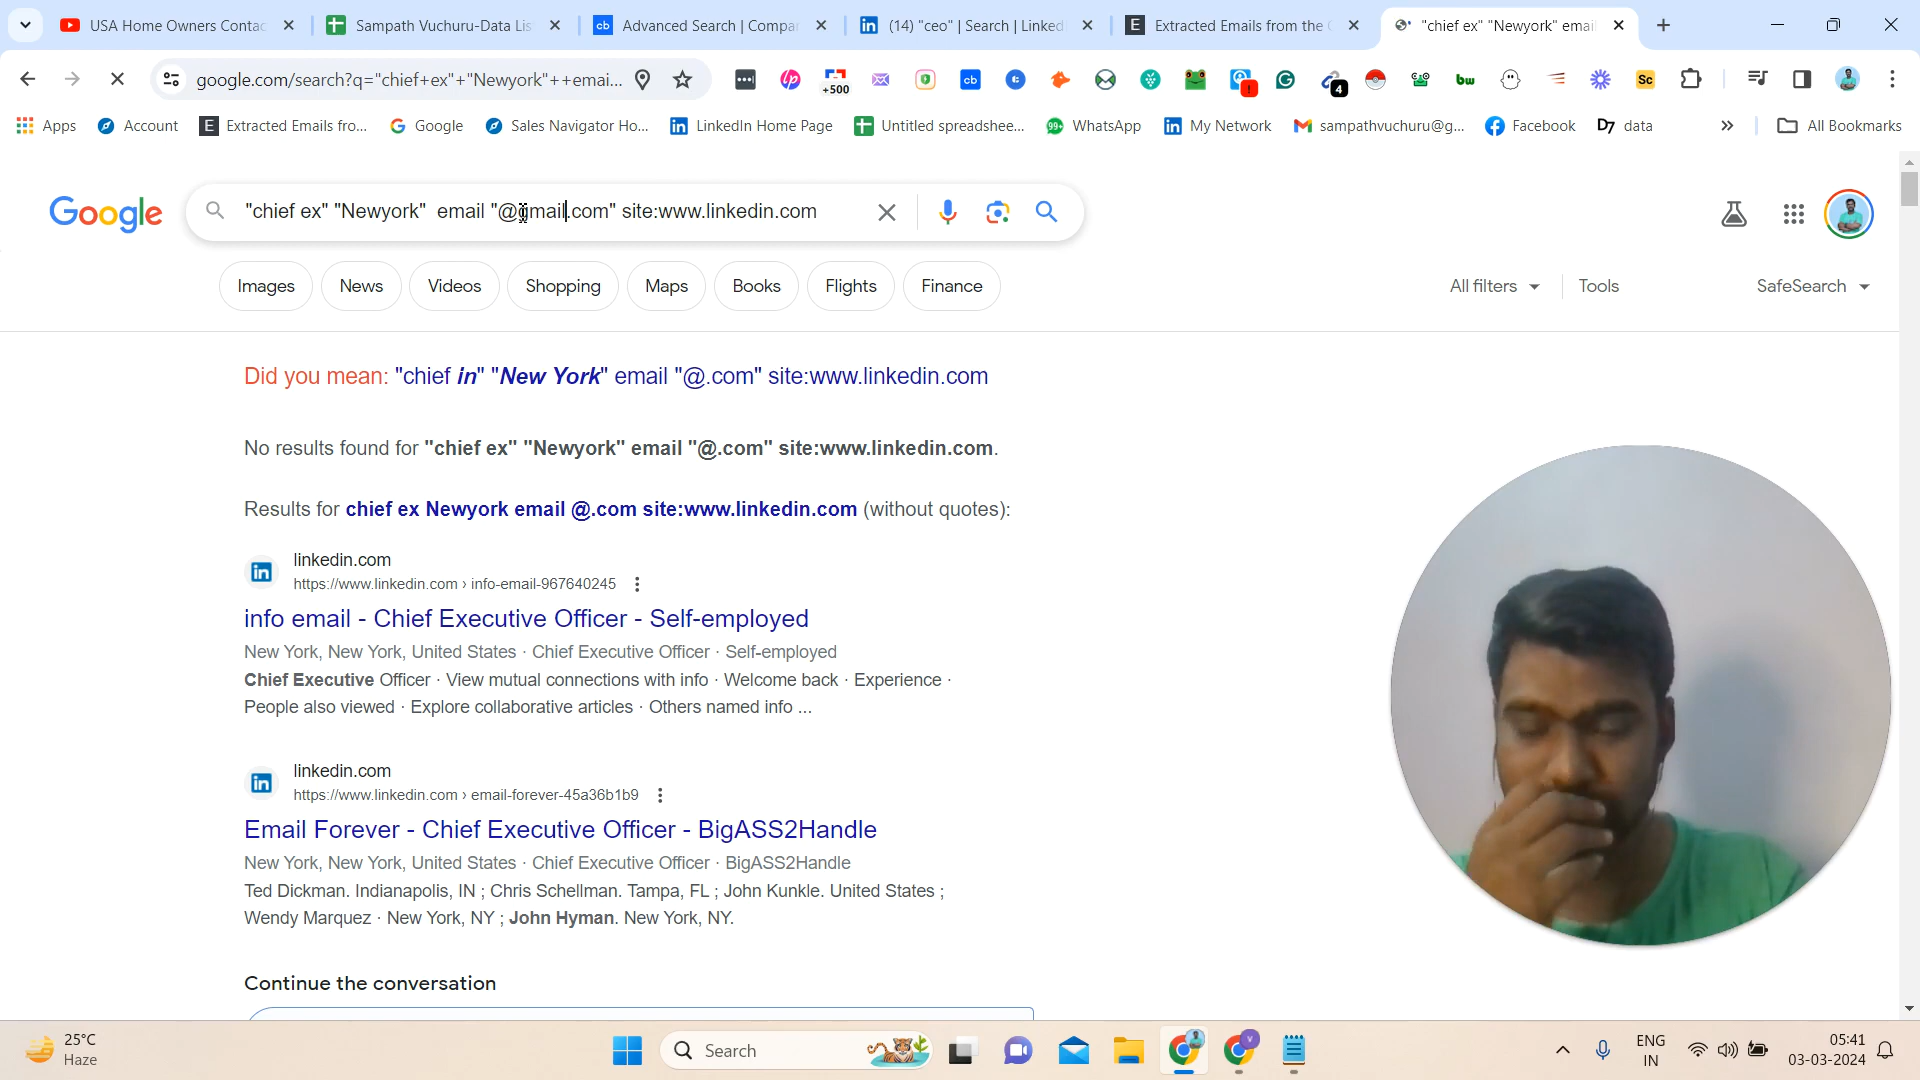 USA Home Owners Contac
Sampath Vuchuru-Data Lis
Advanced Search | Compa
(14) "ceo" | Search | Linked
Extracted Emails from the
"chief ex" "Newyork" emai
google.com/search?q="chief+ex"+"Newyork"++emai...
+500
4
Apps
Account
Extracted Emails fro...
Google
Sales Navigator Ho...
LinkedIn Home Page
Untitled spreadshee...
99+
WhatsApp
My Network
sampathvuchuru@g...
Facebook
data
»
All Bookmarks
Google
"chief ex" "Newyork"  email "@gmail.com" site:www.linkedin.com
Images
News
Videos
Shopping
Maps
Books
Flights
Finance
All filters
Tools
SafeSearch
Did you mean: "chief in" "New York" email "@.com" site:www.linkedin.com
No results found for "chief ex" "Newyork" email "@.com" site:www.linkedin.com.
Results for chief ex Newyork email @.com site:www.linkedin.com (without quotes):
linkedin.com
https://www.linkedin.com › info-email-967640245
info email - Chief Executive Officer - Self-employed
New York, New York, United States · Chief Executive Officer · Self-employed
Chief Executive Officer · View mutual connections with info · Welcome back · Experience ·
People also viewed · Explore collaborative articles · Others named info ...
linkedin.com
https://www.linkedin.com › email-forever-45a36b1b9
Email Forever - Chief Executive Officer - BigASS2Handle
New York, New York, United States · Chief Executive Officer · BigASS2Handle
Ted Dickman. Indianapolis, IN ; Chris Schellman. Tampa, FL ; John Kunkle. United States ;
Wendy Marquez · New York, NY ; John Hyman. New York, NY.
Continue the conversation
25°C
Haze
Search
ENG
IN
05:41
03-03-2024